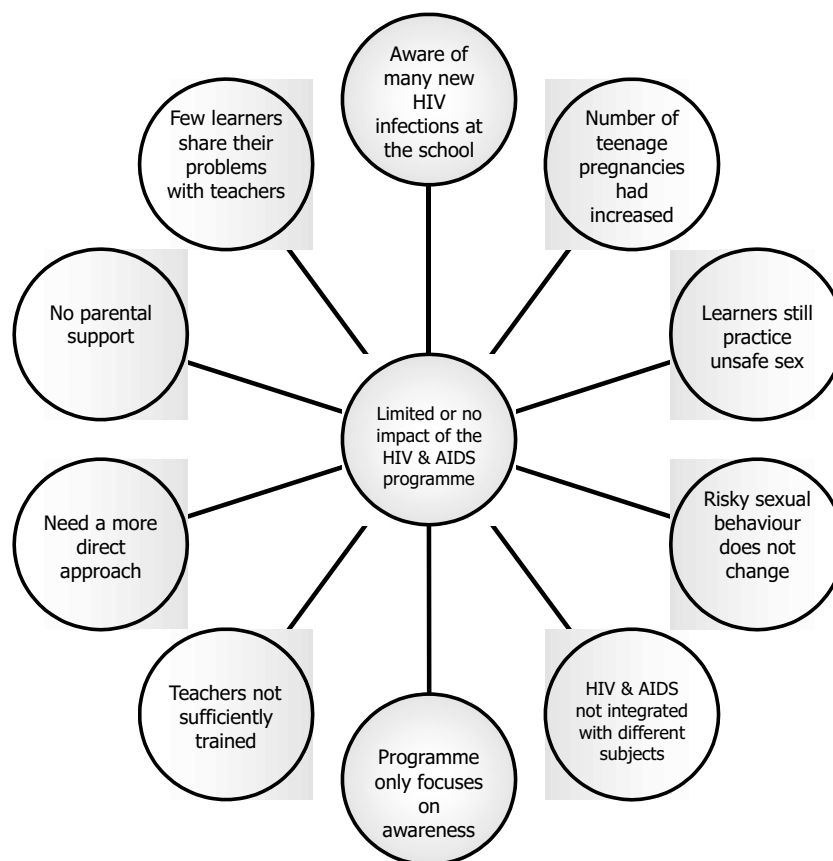 Aware of
many new
HIV
infections at
the school
Number of
teenage
pregnancies
had
increased
Learners still
practice
unsafe sex
Risky sexual
behaviour
does not
change
HIV & AIDS
not integrated
with different
subjects
Programme
only focuses
on
awareness
Teachers not
sufficiently
trained
Need a more
direct
approach
No parental
support
Few learners
share their
problems
with teachers
Limited or no
impact of the
HIV & AIDS
programme